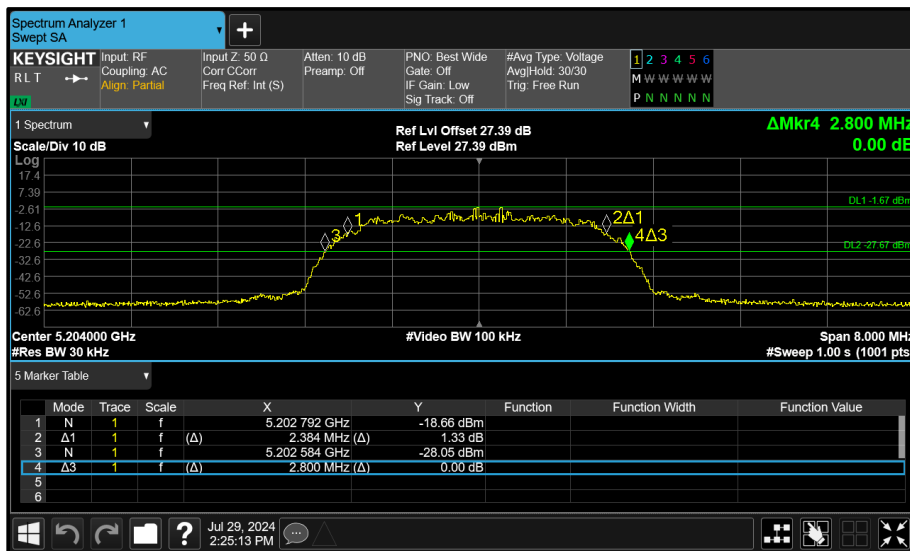 Spectrum Analyzer 1
Swept SA
KEYSIGHT
R L T
LXI
Input: RF
Coupling: AC
Align: Partial
Input Z: 50 Ω
Corr CCorr
Freq Ref: Int (S)
Atten: 10 dB
Preamp: Off
PNO: Best Wide
Gate: Off
IF Gain: Low
Sig Track: Off
#Avg Type: Voltage
Avg|Hold: 30/30
Trig: Free Run
1 2 3 4 5 6
M W W W W W
P N N N N N
1 Spectrum
Scale/Div 10 dB
Ref Lvl Offset 27.39 dB
Ref Level 27.39 dBm
ΔMkr4 2.800 MHz
0.00 dB
Log
17.4
7.39
-2.61
-12.6
-22.6
-32.6
-42.6
-52.6
-62.6
DL1 -1.67 dBm
1
2Δ1
3
4Δ3
DL2 -27.67 dBm
Center 5.204000 GHz
#Video BW 100 kHz
Span 8.000 MHz
#Res BW 30 kHz
#Sweep 1.00 s (1001 pts
5 Marker Table
Mode Trace Scale X Y Function Function Width Function Value
1 N 1 f 5.202 792 GHz -18.66 dBm
2 Δ1 1 f (Δ) 2.384 MHz (Δ) 1.33 dB
3 N 1 f 5.202 584 GHz -28.05 dBm
4 Δ3 1 f (Δ) 2.800 MHz (Δ) 0.00 dB
5
6
?
Jul 29, 2024
2:25:13 PM